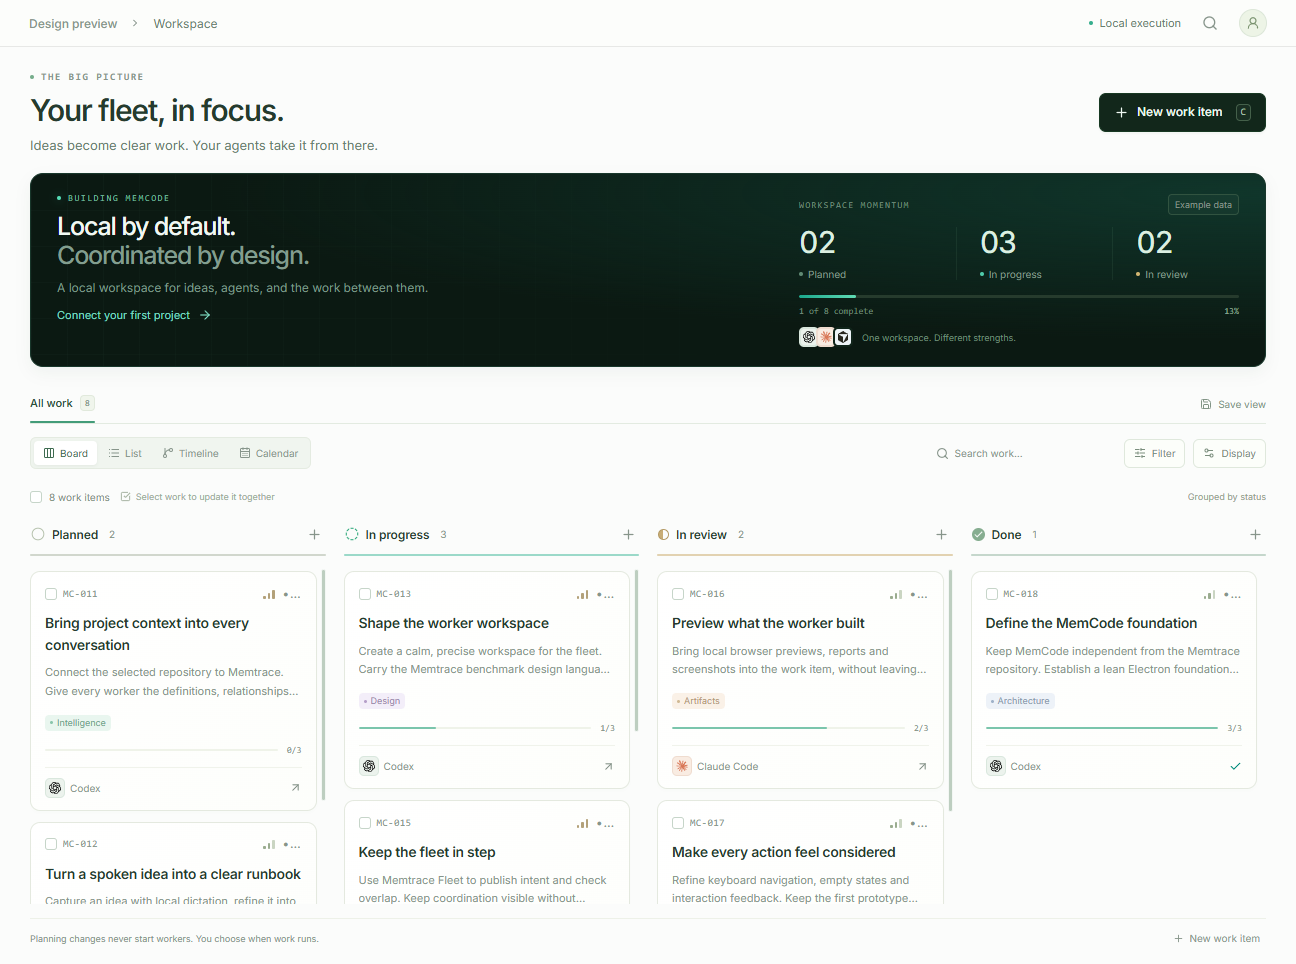 Design preview
Workspace
Local execution
THE BIG PICTURE
Your fleet, in focus.
Ideas become clear work. Your agents take it from there.
New work item C
BUILDING MEMCODE
Local by default.
Coordinated by design.
A local workspace for ideas, agents, and the work between them.
Connect your first project
WORKSPACE MOMENTUM
Example data
02
Planned
03
In progress
02
In review
1 of 8 complete
13%
One workspace. Different strengths.
All work 8
Save view
Board
List
Timeline
Calendar
Search work...
Filter
Display
8 work items
Select work to update it together
Grouped by status
Planned 2
MC-011
Bring project context into every
conversation
Connect the selected repository to Memtrace.
Give every worker the definitions, relationships...
Intelligence
0/3
Codex
MC-012
Turn a spoken idea into a clear runbook
Capture an idea with local dictation, refine it into
In progress 3
MC-013
Shape the worker workspace
Create a calm, precise workspace for the fleet.
Carry the Memtrace benchmark design langua...
Design
1/3
Codex
MC-015
Keep the fleet in step
Use Memtrace Fleet to publish intent and check
overlap. Keep coordination visible without...
In review 2
MC-016
Preview what the worker built
Bring local browser previews, reports and
screenshots into the work item, without leaving...
Artifacts
2/3
Claude Code
MC-017
Make every action feel considered
Refine keyboard navigation, empty states and
interaction feedback. Keep the first prototype...
Done 1
MC-018
Define the MemCode foundation
Keep MemCode independent from the Memtrace
repository. Establish a lean Electron foundation...
Architecture
3/3
Codex
Planning changes never start workers. You choose when work runs.
New work item